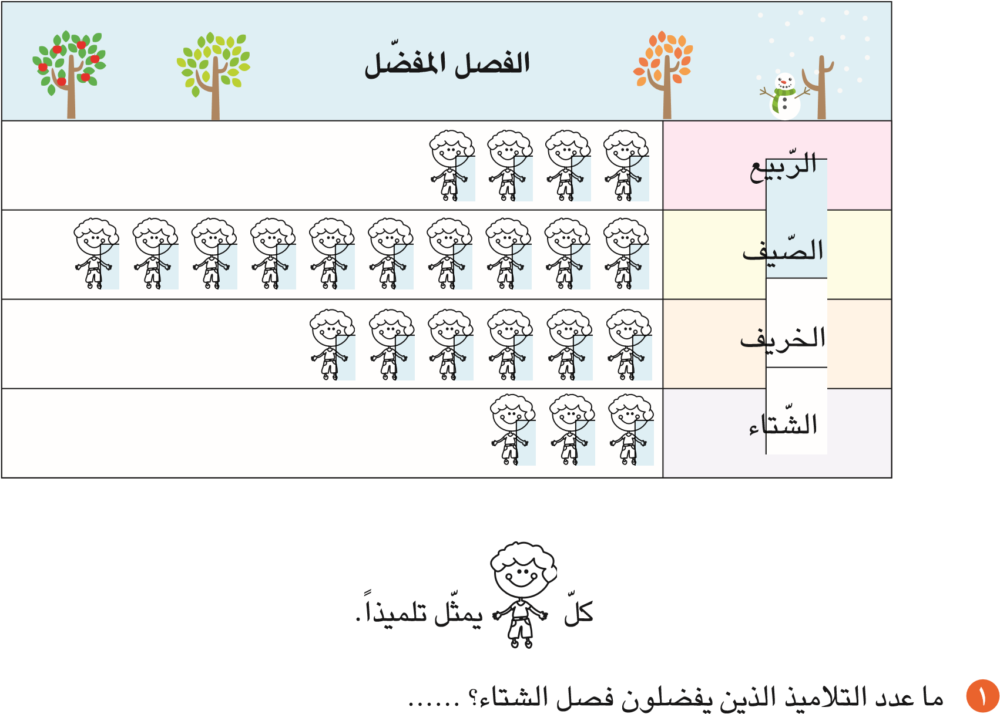 الفصل المفضّل
الرّبيع
الصّيف
الخريف
الشّتاء
كلّ يمثّل تلميذاً.
١ ما عدد التلاميذ الذين يفضلون فصل الشتاء؟ ......